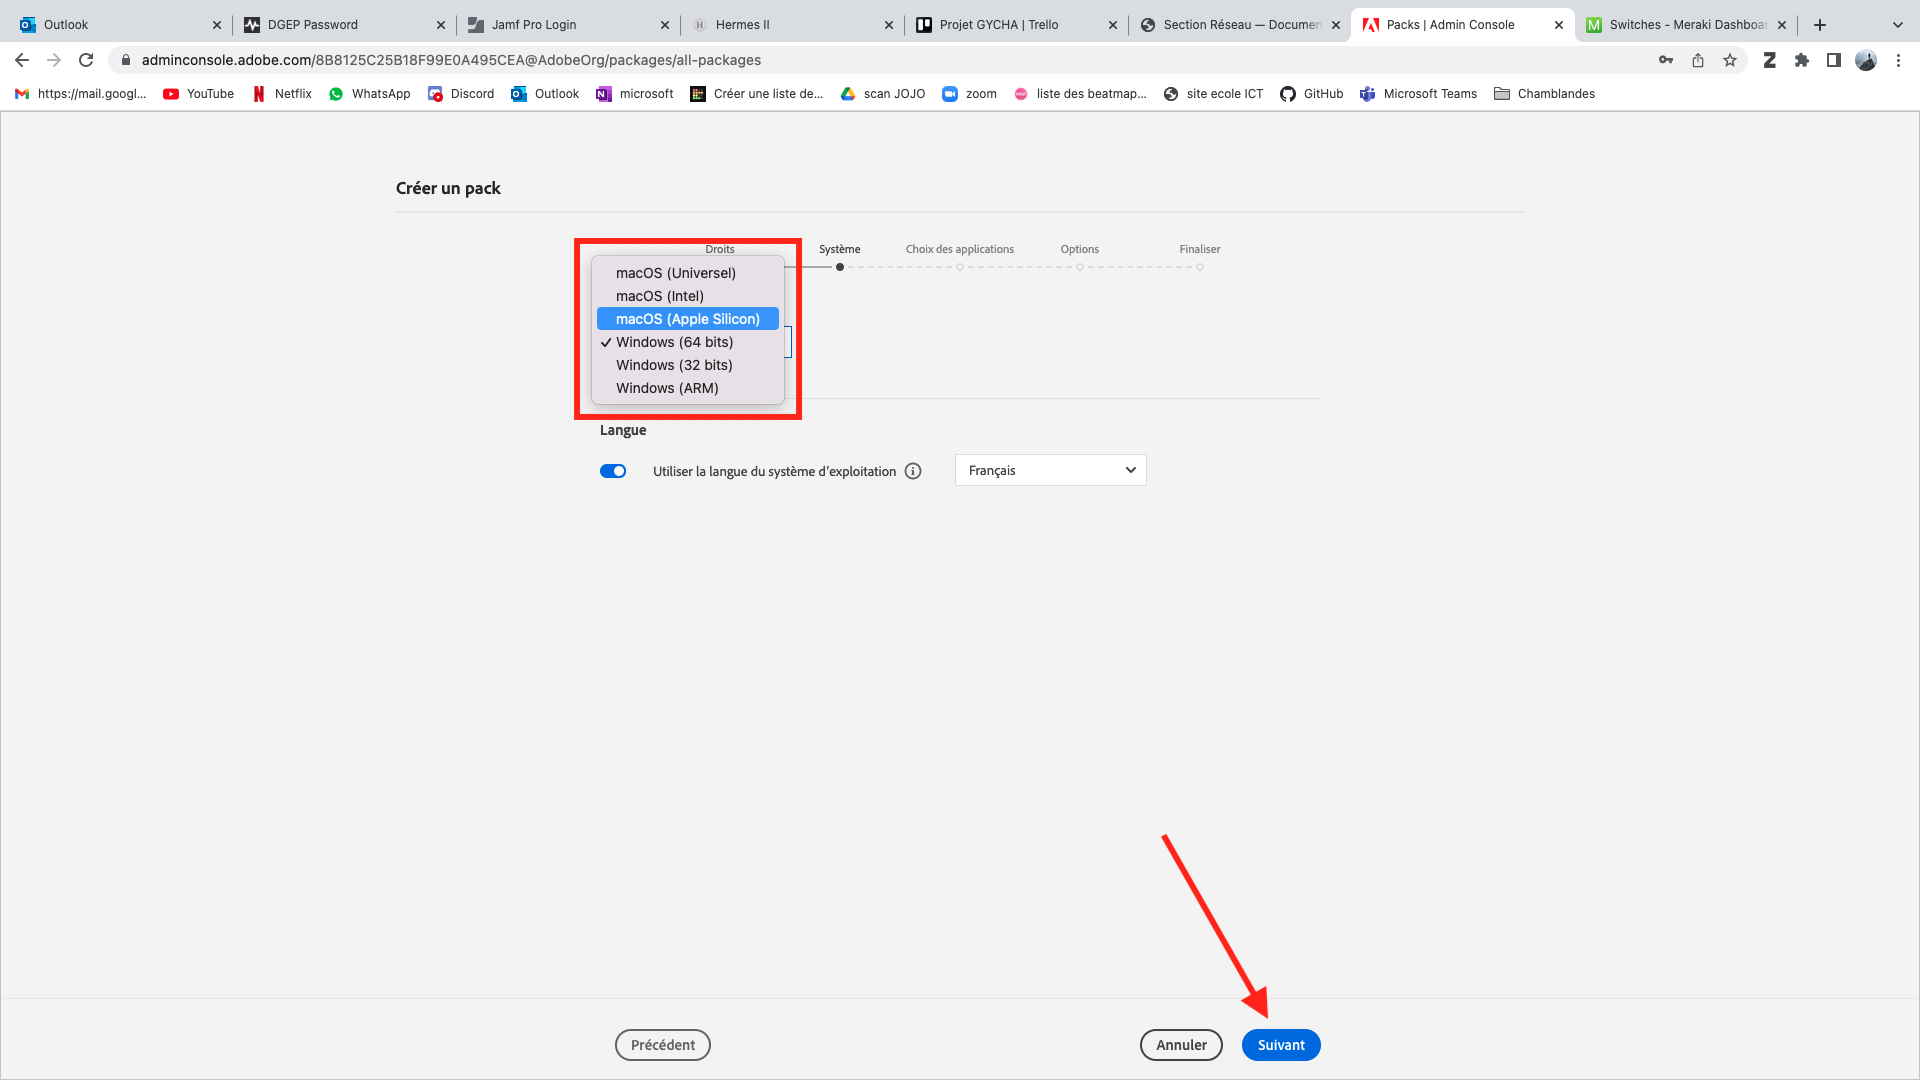 Outlook
DGEP Password
Jamf Pro Login
Hermes II
Projet GYCHA | Trello
Section Réseau — Documen
Packs | Admin Console
Switches - Meraki Dashboar
adminconsole.adobe.com/8B8125C25B18F99E0A495CEA@AdobeOrg/packages/all-packages
https://mail.googl...
YouTube
Netflix
WhatsApp
Discord
Outlook
microsoft
Créer une liste de...
scan JOJO
zoom
liste des beatmap...
site ecole ICT
GitHub
Microsoft Teams
Chamblandes
Créer un pack
Droits
Système
Choix des applications
Options
Finaliser
macOS (Universel)
macOS (Intel)
macOS (Apple Silicon)
Windows (64 bits)
Windows (32 bits)
Windows (ARM)
Langue
Utiliser la langue du système d'exploitation
Français
Précédent
Annuler
Suivant